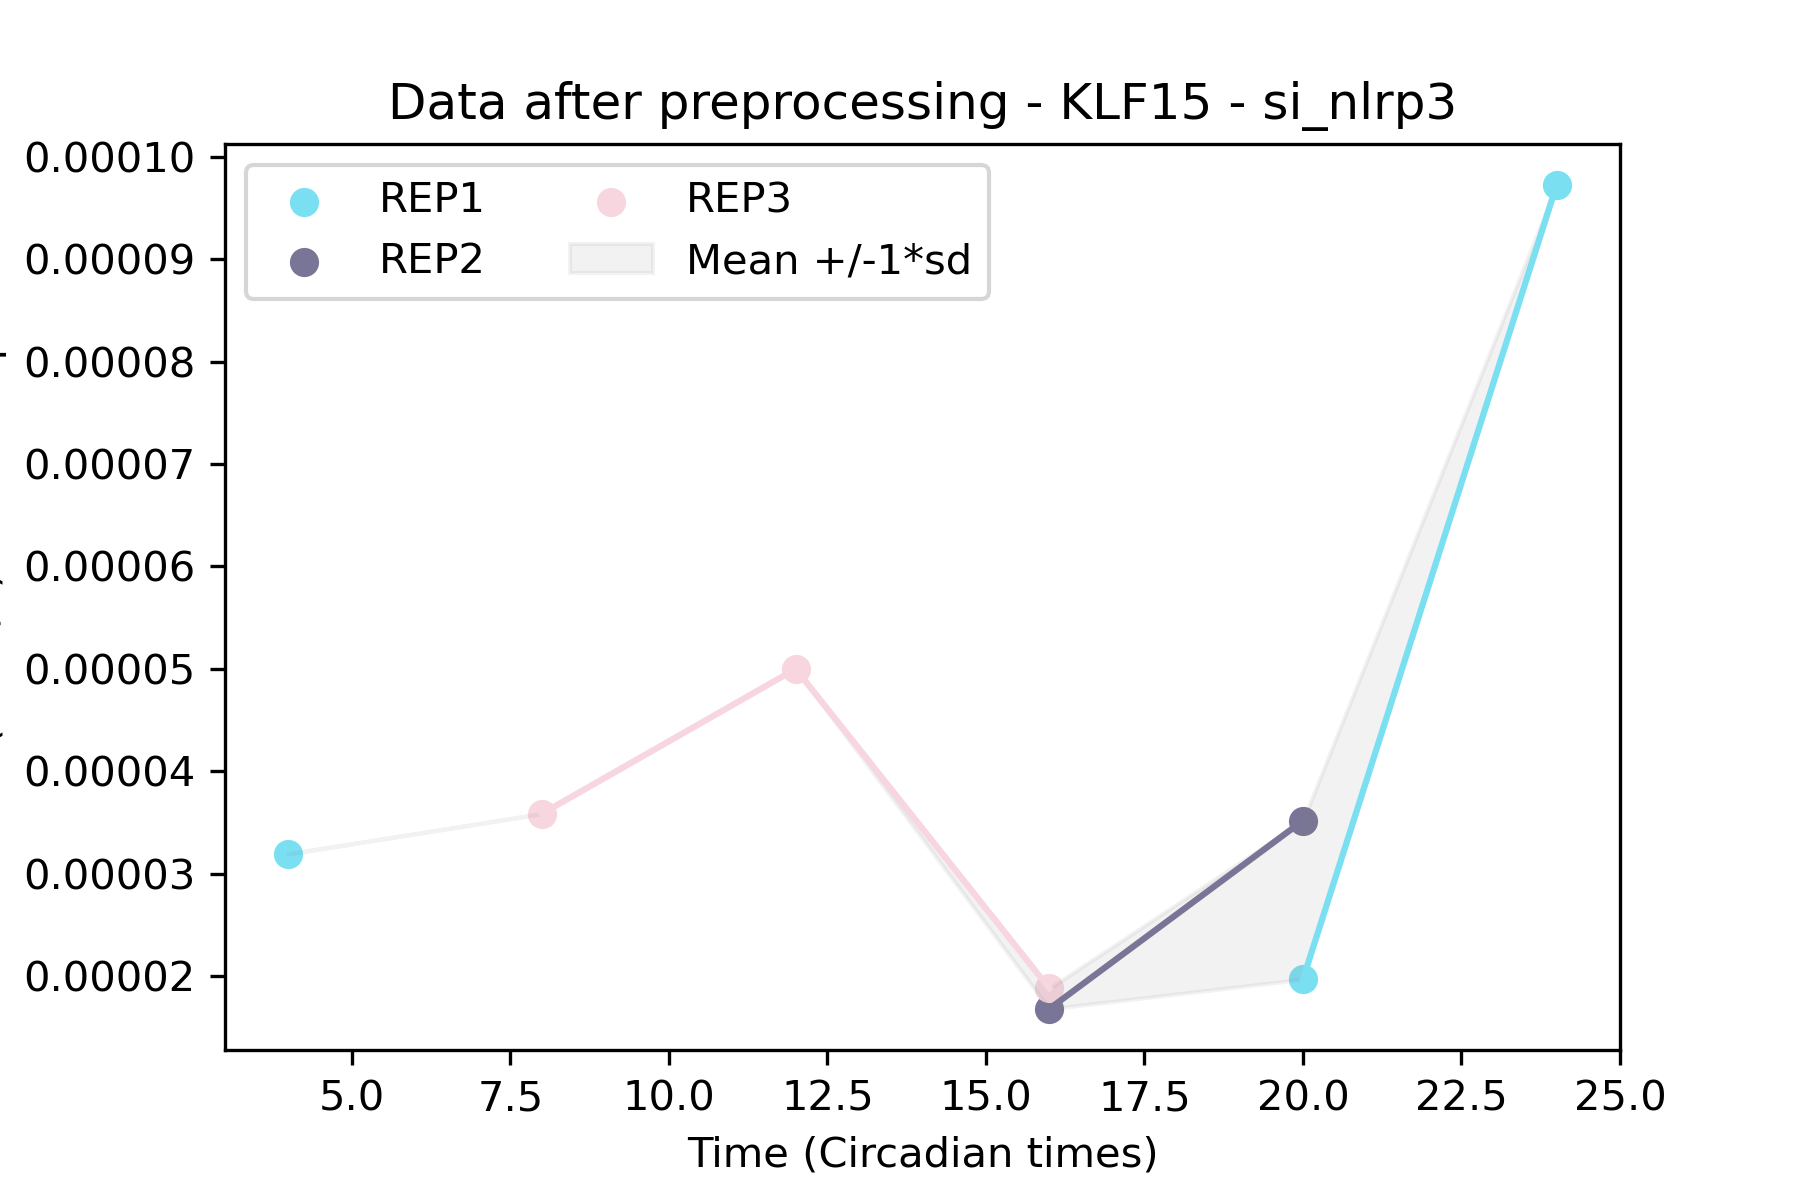 Data after preprocessing - KLF15 - si_nlrp3
0.00010
0.00009
0.00008
0.00007
0.00006
0.00005
0.00004
0.00003
0.00002
REP1
REP2
REP3
Mean +/-1*sd
5.0 7.5 10.0 12.5 15.0 17.5 20.0 22.5 25.0
Time (Circadian times)